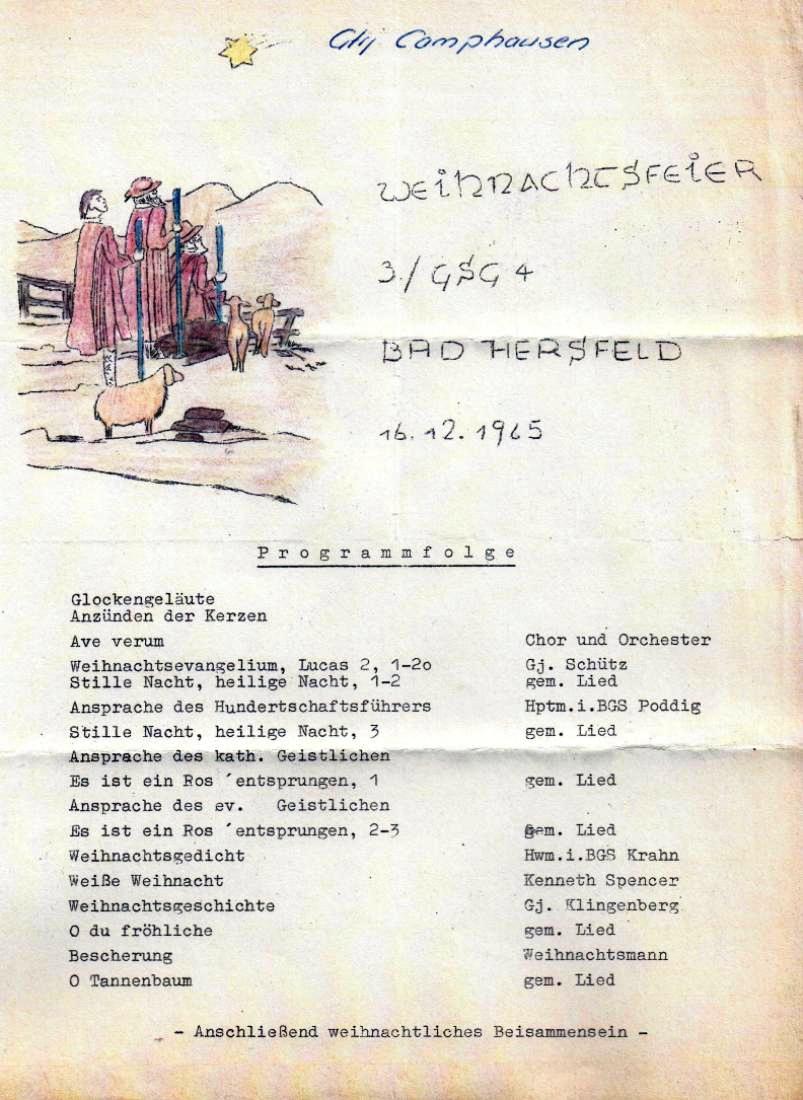 Camphausen
WEIHNACHTSFEIER
3./GSG 4
BAD HERSFELD
16.12.1965
Programmfolge
Glockengeläute
Anzünden der Kerzen
Ave verum Chor und Orchester
Weihnachtsevangelium, Lucas 2, 1-2o Gj. Schütz
Stille Nacht, heilige Nacht, 1-2 gem. Lied
Ansprache des Hundertschaftsführers Hptm.i.BGS Poddig
Stille Nacht, heilige Nacht, 3 gem. Lied
Ansprache des kath. Geistlichen
Es ist ein Ros ´entsprungen, 1 gem. Lied
Ansprache des ev. Geistlichen
Es ist ein Ros ´entsprungen, 2-3 gem. Lied
Weihnachtsgedicht Hwm.i.BGS Krahn
Weiße Weihnacht Kenneth Spencer
Weihnachtsgeschichte Gj. Klingenberg
O du fröhliche gem. Lied
Bescherung Weihnachtsmann
O Tannenbaum gem. Lied
- Anschließend weihnachtliches Beisammensein -